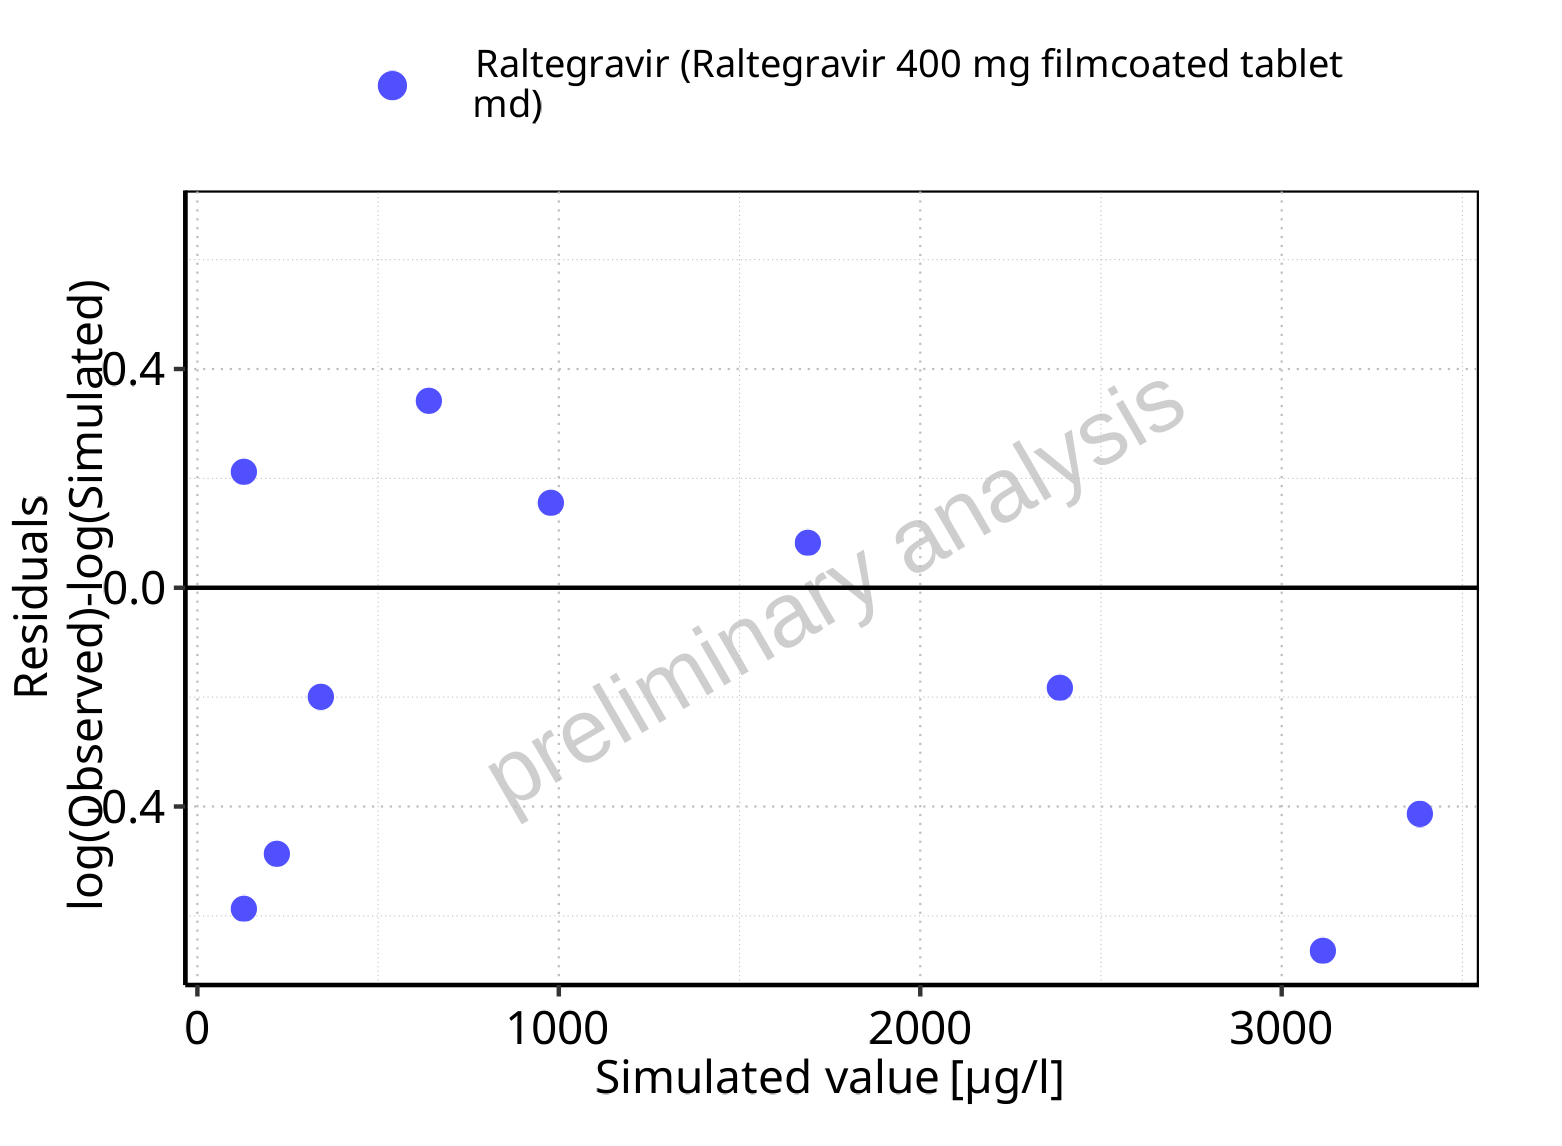 Raltegravir (Raltegravir 400 mg filmcoated tablet
md)
Residuals
log(Observed)-log(Simulated)
0.4
0.0
-0.4
preliminary analysis
0
1000
2000
3000
Simulated value [µg/l]